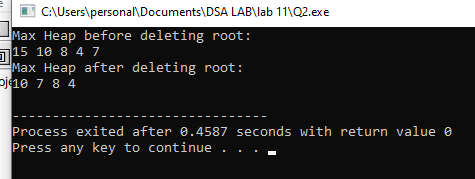 C:\Users\personal\Documents\DSA LAB\lab 11\Q2.exe
Max Heap before deleting root:
15 10 8 4 7
Max Heap after deleting root:
10 7 8 4
--------------------------------
Process exited after 0.4587 seconds with return value 0
Press any key to continue . . .
oje